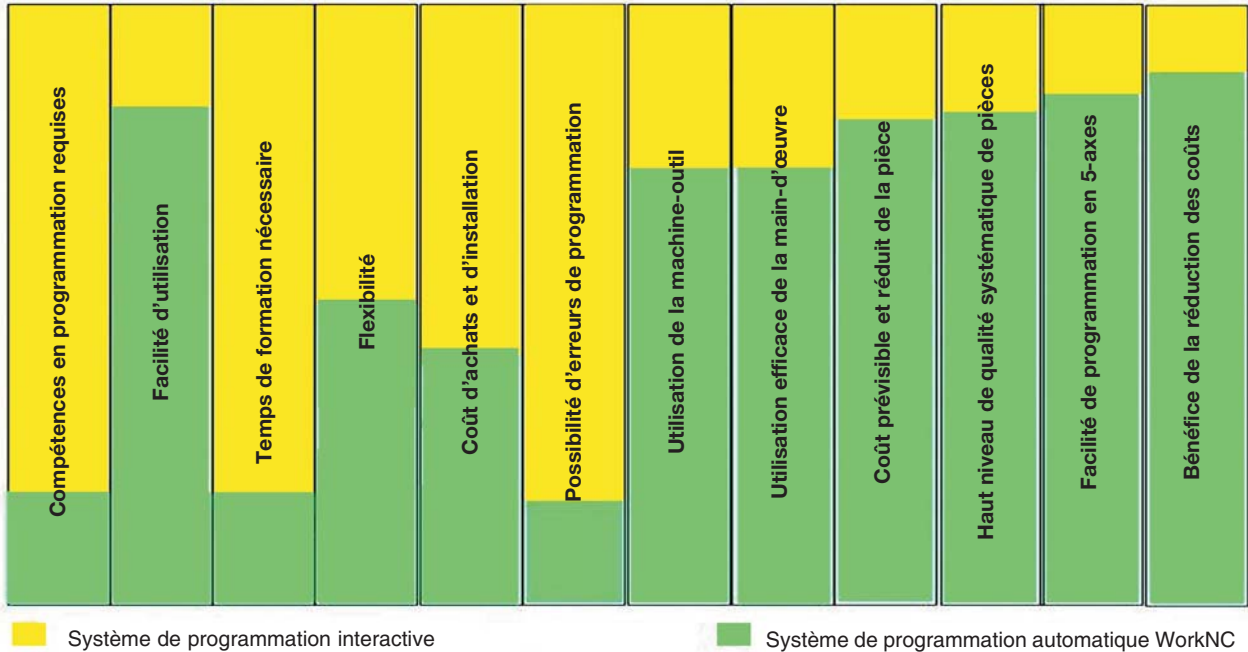 Compétences en programmation requises
Facilité d'utilisation
Temps de formation nécessaire
Flexibilité
Coût d'achats et d'installation
Possibilité d'erreurs de programmation
Utilisation de la machine-outil
Utilisation efficace de la main-d'œuvre
Coût prévisible et réduit de la pièce
Haut niveau de qualité systématique de pièces
Facilité de programmation en 5-axes
Bénéfice de la réduction des coûts
Système de programmation interactive
Système de programmation automatique WorkNC